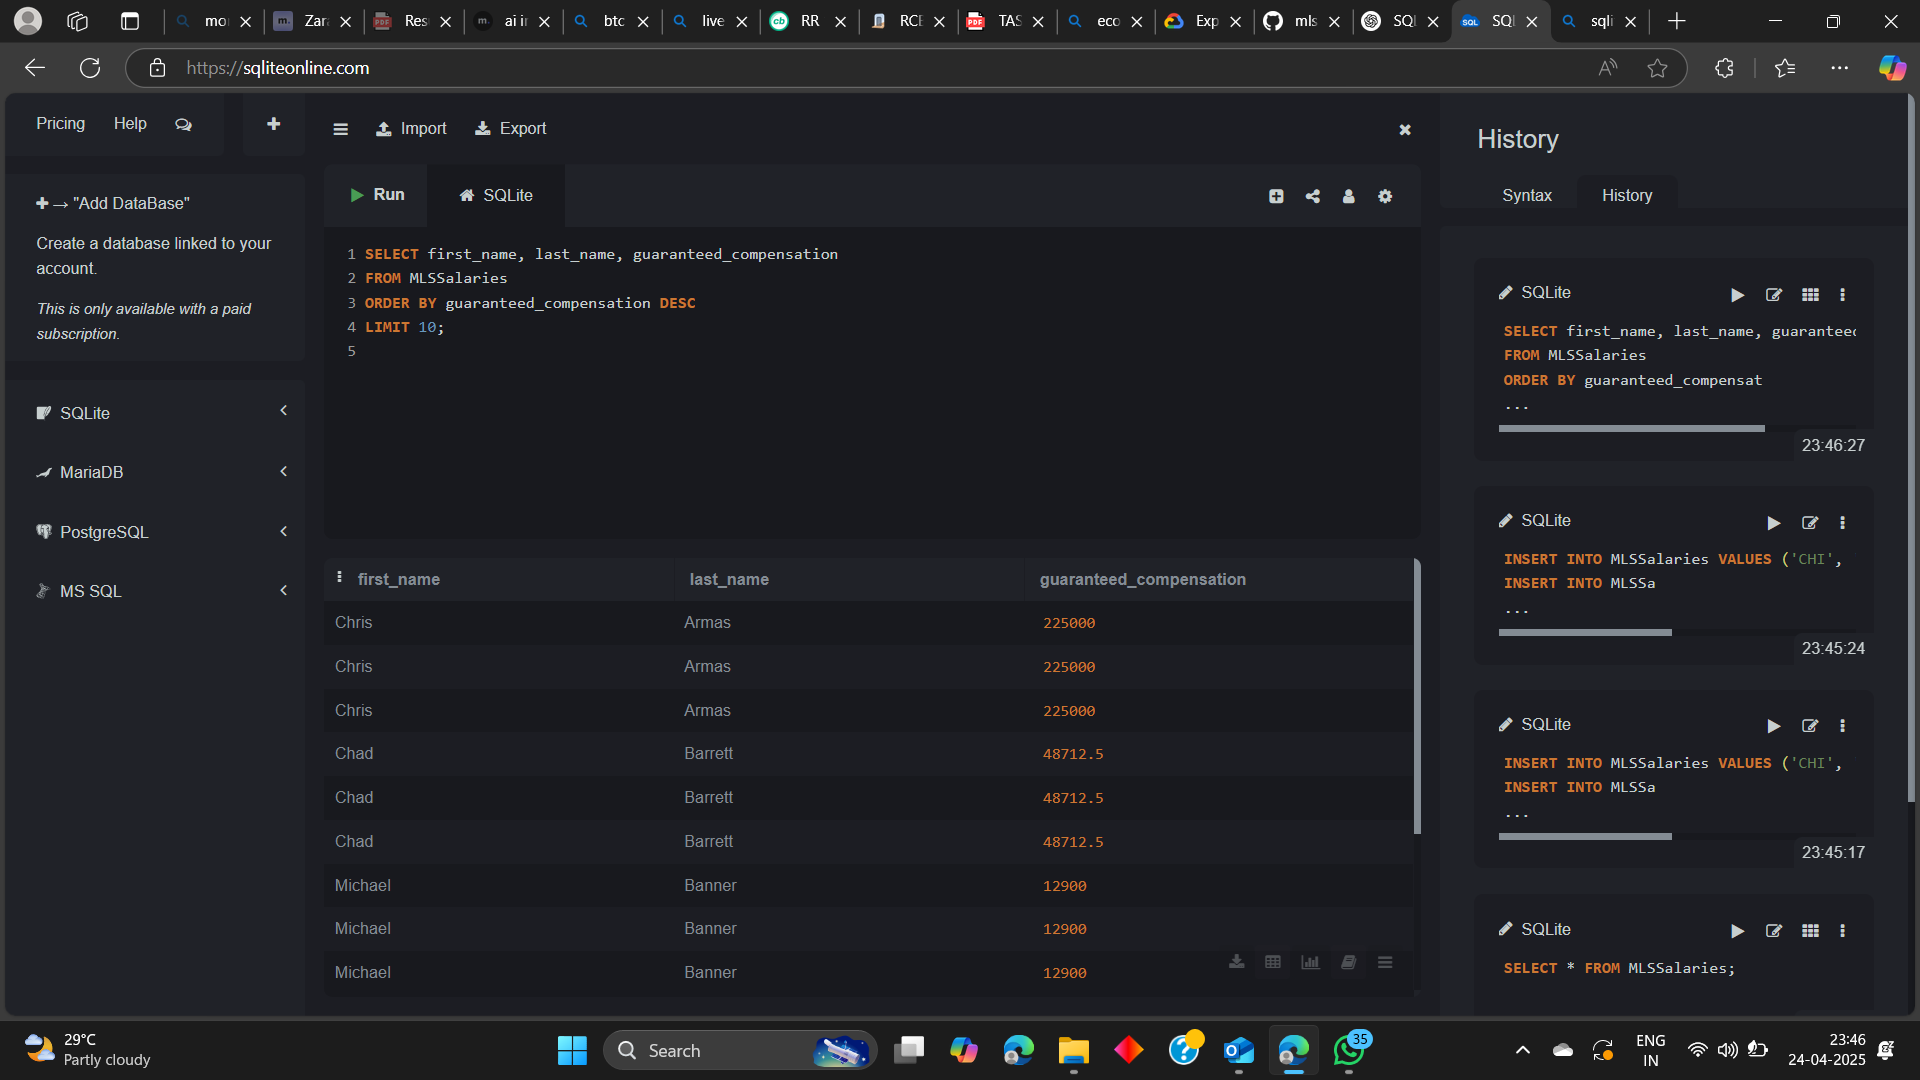 mo
Zara
Res
ai i
btc
live
RR
RCE
TAS
eco
Exp
mls
SQL
SQL
sqli
https://sqliteonline.com
Pricing
Help
"Add DataBase"
Create a database linked to your
account.
This is only available with a paid
subscription.
SQLite
MariaDB
PostgreSQL
MS SQL
Import
Export
Run
SQLite
1 SELECT first_name, last_name, guaranteed_compensation
2 FROM MLSSalaries
3 ORDER BY guaranteed_compensation DESC
4 LIMIT 10;
5
first_name last_name guaranteed_compensation
Chris Armas 225000
Chris Armas 225000
Chris Armas 225000
Chad Barrett 48712.5
Chad Barrett 48712.5
Chad Barrett 48712.5
Michael Banner 12900
Michael Banner 12900
Michael Banner 12900
History
Syntax
History
SQLite
SELECT first_name, last_name, guaranteec
FROM MLSSalaries
ORDER BY guaranteed_compensat
...
23:46:27
SQLite
INSERT INTO MLSSalaries VALUES ('CHI',
INSERT INTO MLSSa
...
23:45:24
SQLite
INSERT INTO MLSSalaries VALUES ('CHI',
INSERT INTO MLSSa
...
23:45:17
SQLite
SELECT * FROM MLSSalaries;
29°C
Partly cloudy
Search
35
ENG
IN
23:46
24-04-2025